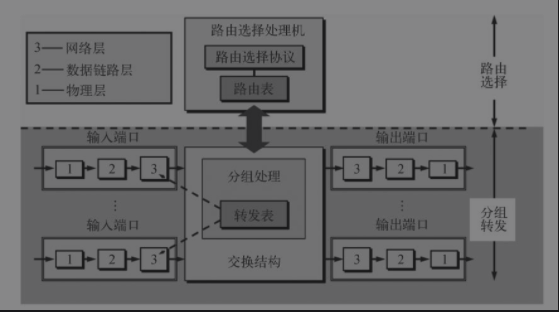 3—网络层
2—数据链路层
1—物理层
路由选择处理机
路由选择协议
路由表
路由
选择
输入端口
1 2 3
⋮
输入端口
1 2 3
分组处理
转发表
交换结构
输出端口
3 2 1
⋮
输出端口
3 2 1
分组
转发